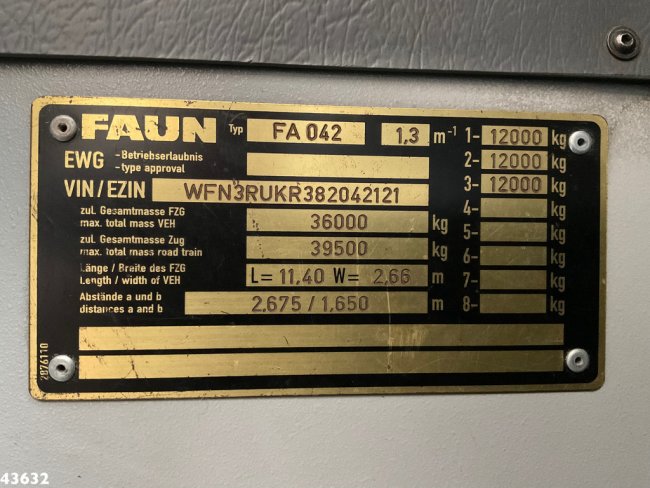 FAUN Typ FA 042 1,3 m⁻¹ 1- 12000 kg
EWG -Betriebserlaubnis 2- 12000 kg
-type approval
VIN/EZIN WFN3RUKR382042121 3- 12000 kg
zul. Gesamtmasse FZG 36000 kg 4- kg
max. total mass VEH
zul. Gesamtmasse Zug 39500 kg 5- kg
max. total mass road train 6- kg
Länge / Breite des FZG L= 11,40 W= 2,66 m 7- kg
Length / width of VEH
Abstände a und b 2,675 / 1,650 m 8- kg
distances a and b
2876110
43632